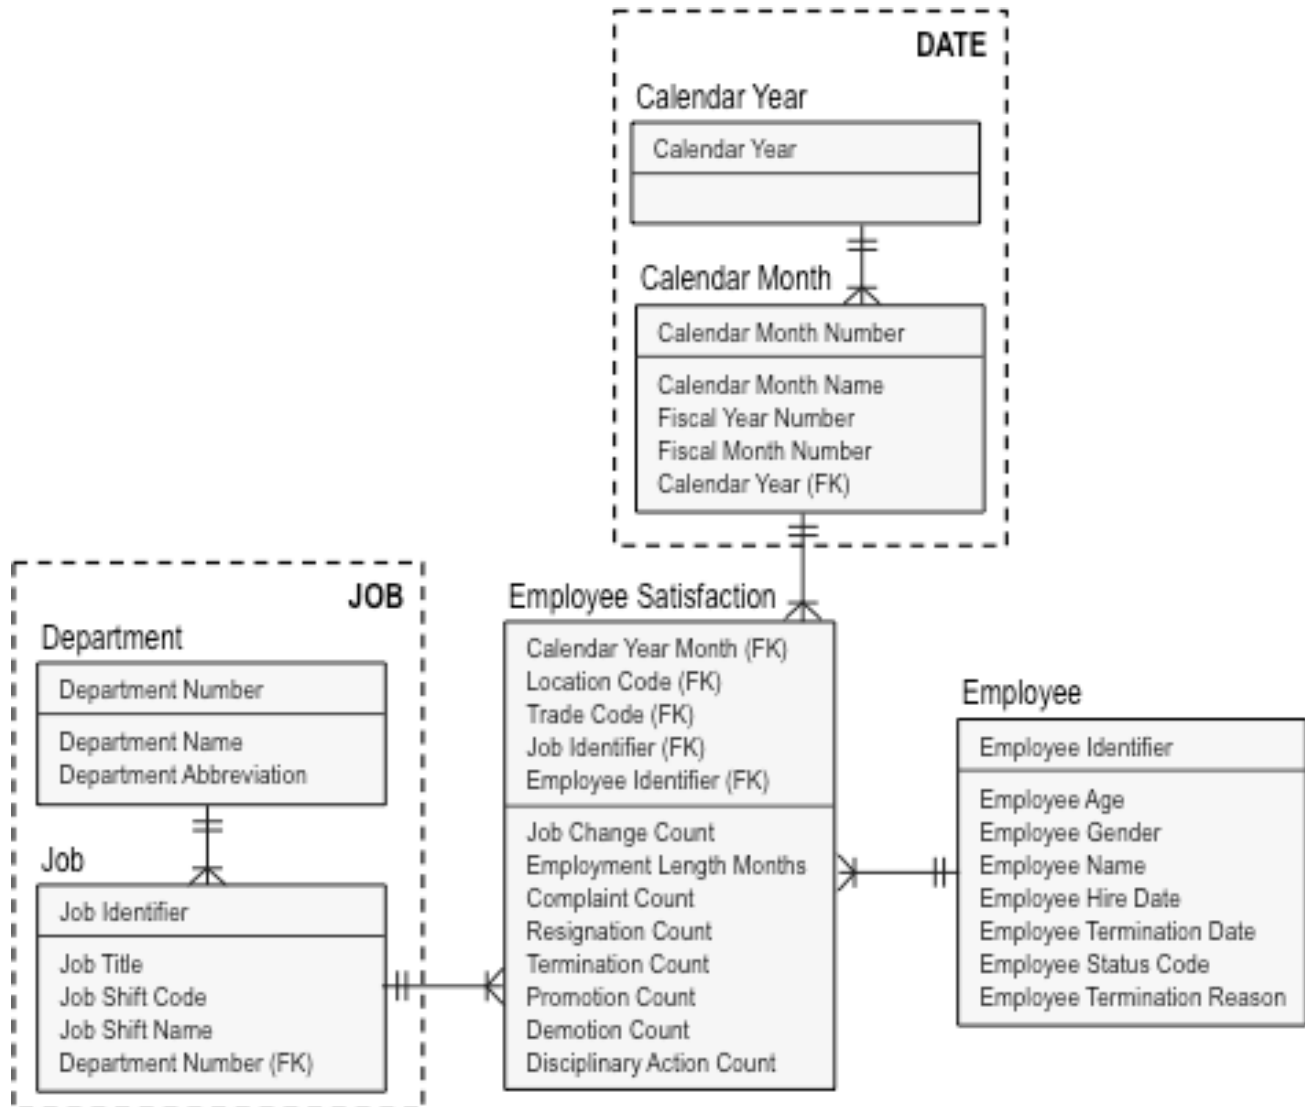 DATE
Calendar Year
Calendar Year
Calendar Month
Calendar Month Number
Calendar Month Name
Fiscal Year Number
Fiscal Month Number
Calendar Year (FK)
JOB
Department
Department Number
Department Name
Department Abbreviation
Job
Job Identifier
Job Title
Job Shift Code
Job Shift Name
Department Number (FK)
Employee Satisfaction
Calendar Year Month (FK)
Location Code (FK)
Trade Code (FK)
Job Identifier (FK)
Employee Identifier (FK)
Job Change Count
Employment Length Months
Complaint Count
Resignation Count
Termination Count
Promotion Count
Demotion Count
Disciplinary Action Count
Employee
Employee Identifier
Employee Age
Employee Gender
Employee Name
Employee Hire Date
Employee Termination Date
Employee Status Code
Employee Termination Reason